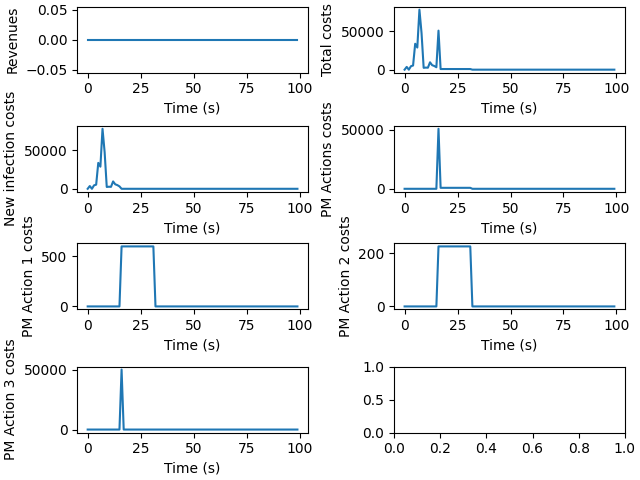 Revenues
0.05
0.00
−0.05
0 25 50 75 100
Time (s)
Total costs
50000
0
0 25 50 75 100
Time (s)
New infection costs
50000
0
0 25 50 75 100
Time (s)
PM Actions costs
50000
0
0 25 50 75 100
Time (s)
PM Action 1 costs
500
0
0 25 50 75 100
Time (s)
PM Action 2 costs
200
0
0 25 50 75 100
Time (s)
PM Action 3 costs
50000
0
0 25 50 75 100
Time (s)
1.0
0.5
0.0
0.0 0.2 0.4 0.6 0.8 1.0